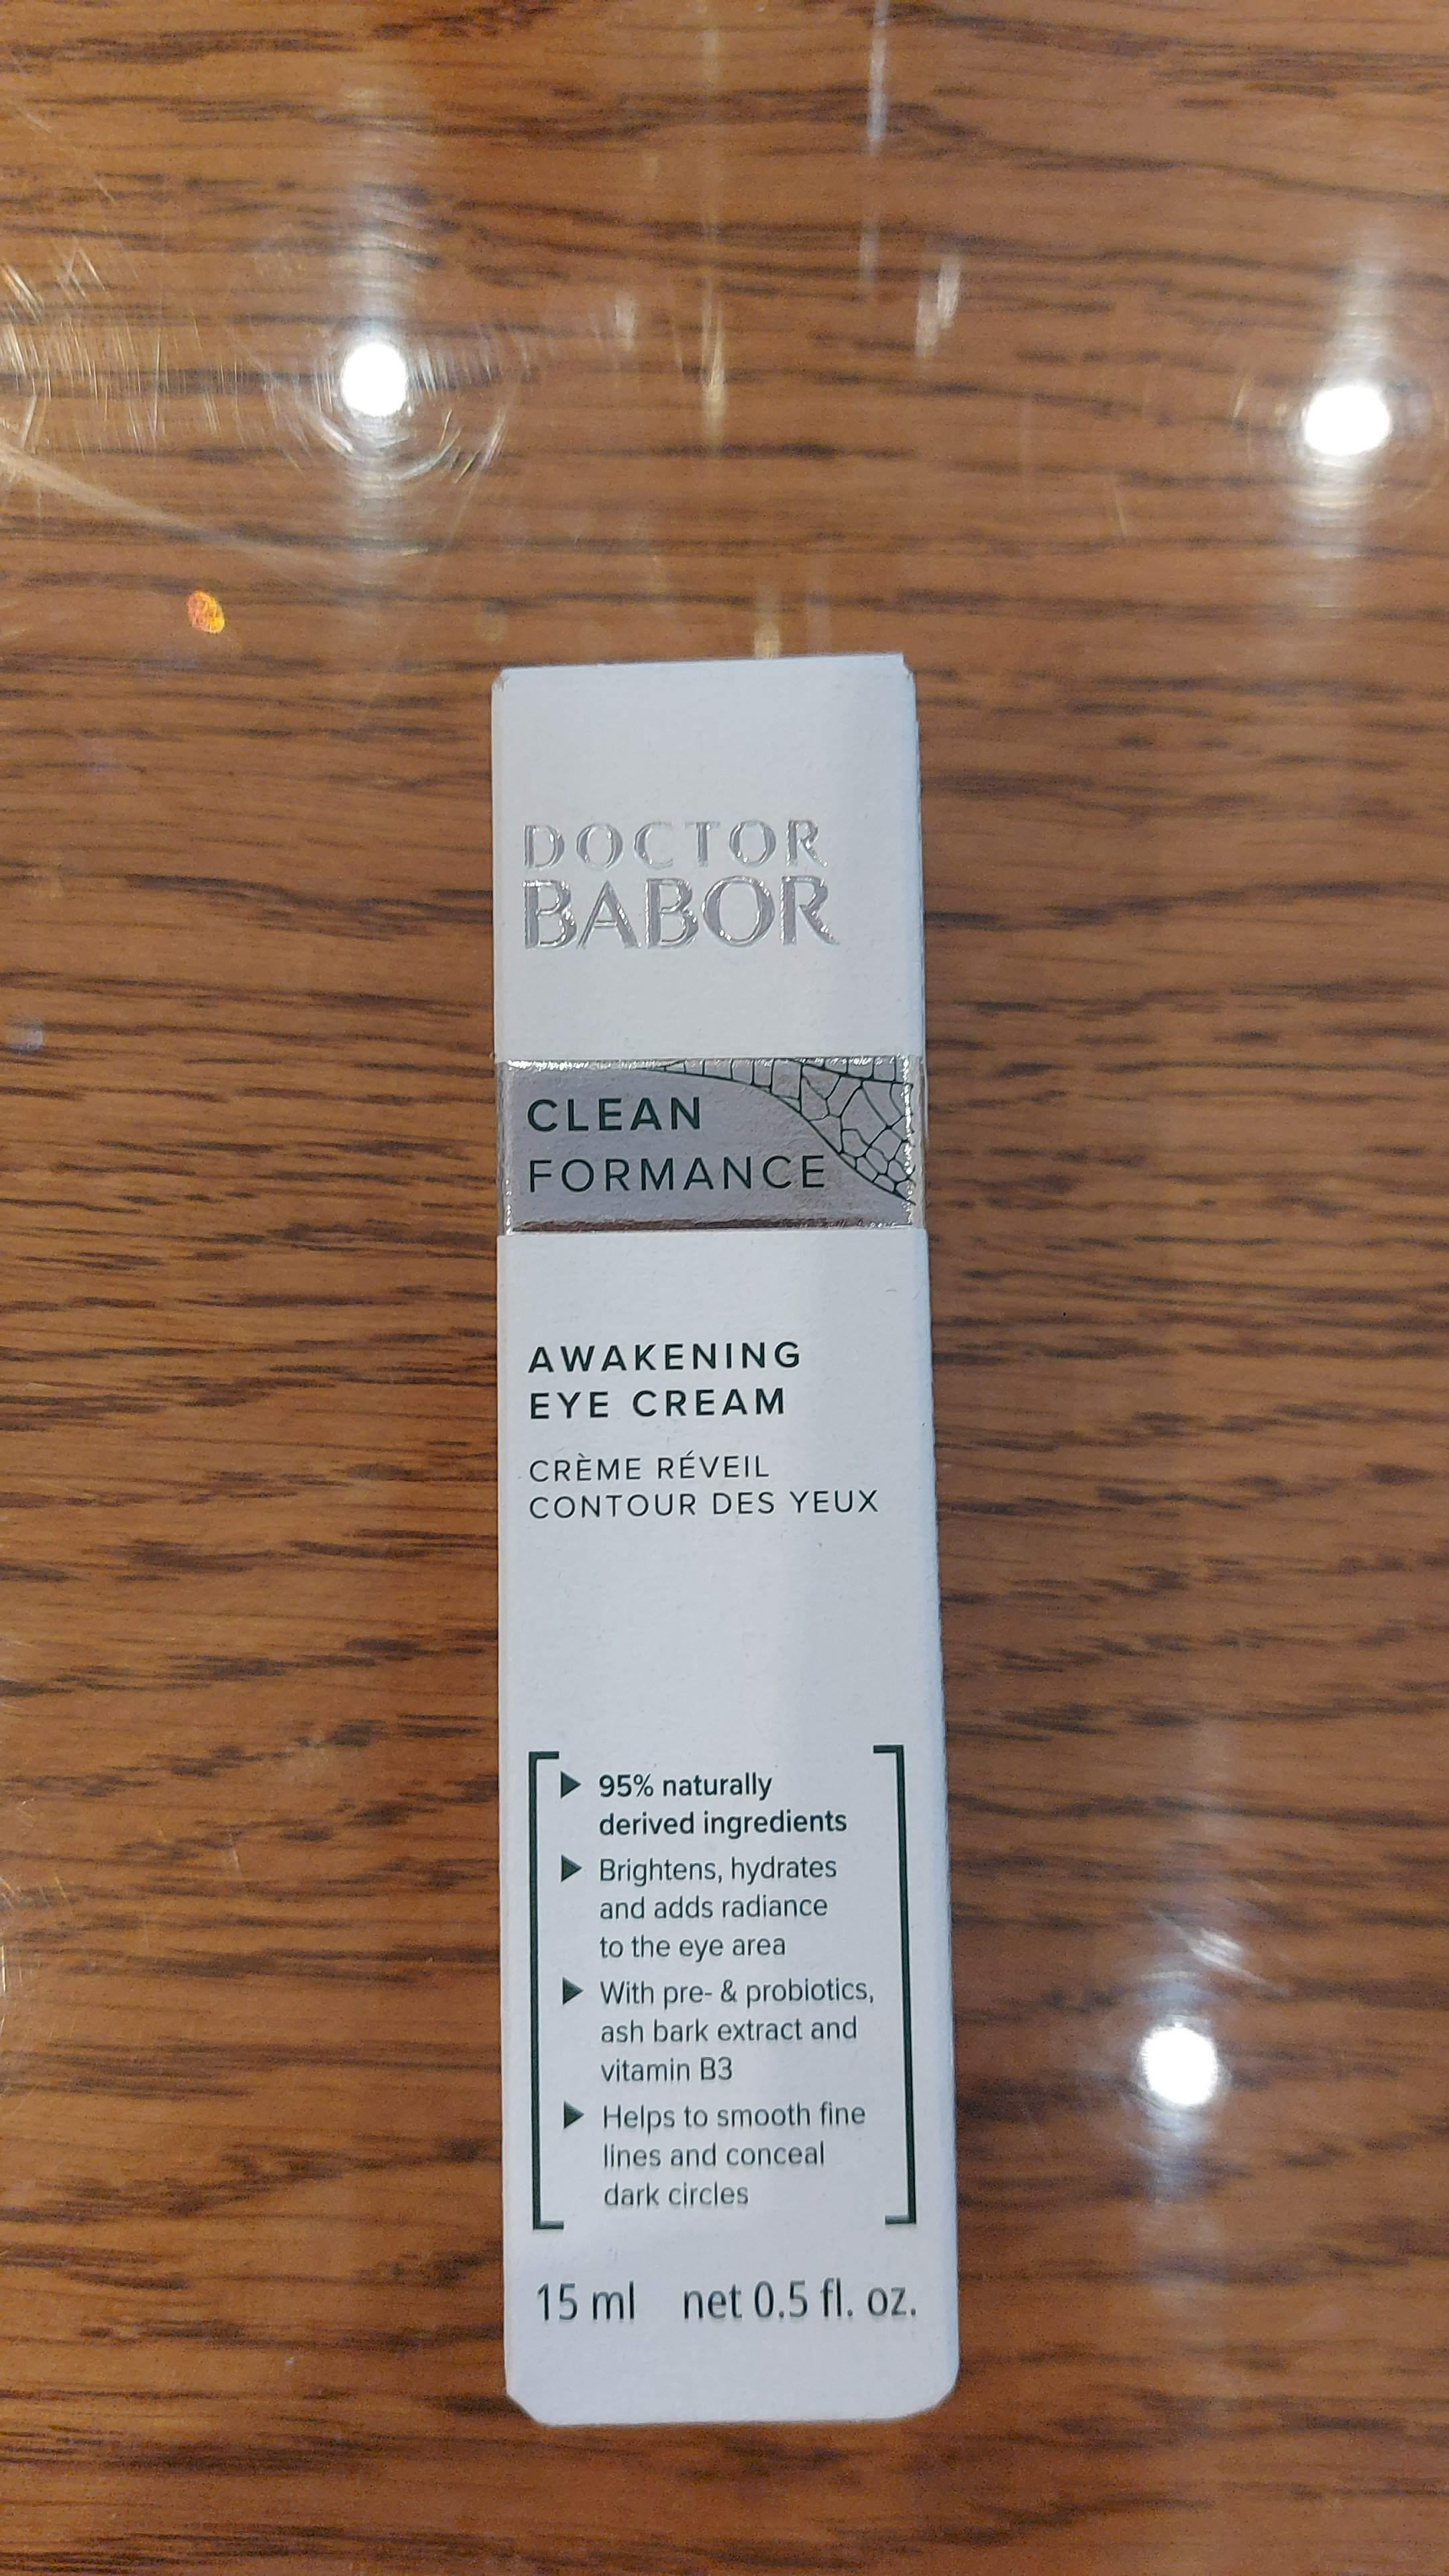 DOCTOR
BABOR
CLEAN
FORMANCE
AWAKENING
EYE CREAM
CRÈME RÉVEIL
CONTOUR DES YEUX
95% naturally
derived ingredients
Brightens, hydrates
and adds radiance
to the eye area
With pre- & probiotics,
ash bark extract and
vitamin B3
Helps to smooth fine
lines and conceal
dark circles
15 ml net 0.5 fl. oz.